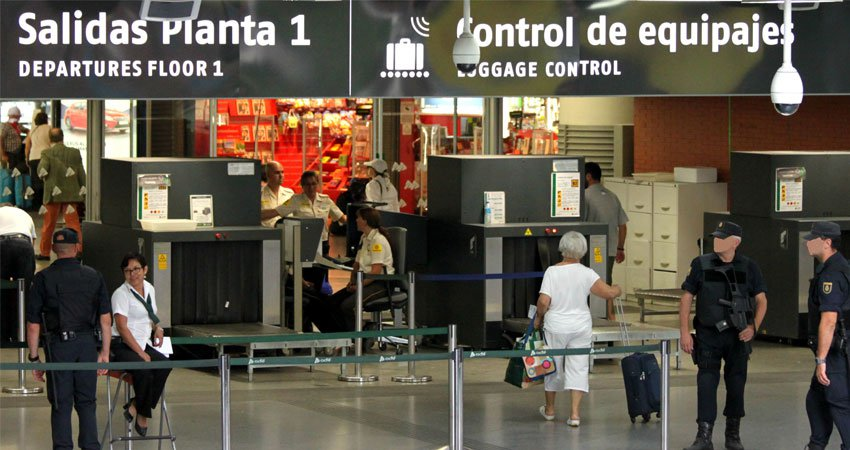 Salidas Planta 1
DEPARTURES FLOOR 1
Control de equipajes
LUGGAGE CONTROL